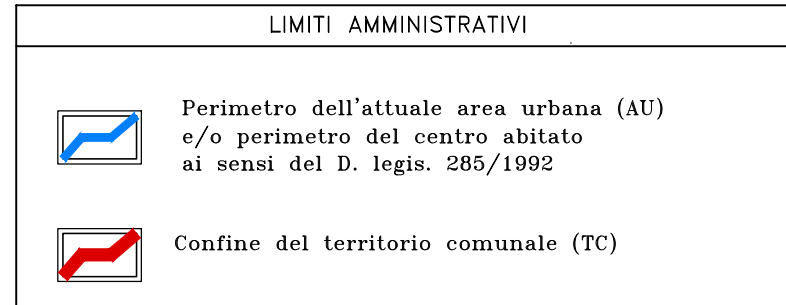 LIMITI AMMINISTRATIVI
Perimetro dell'attuale area urbana (AU)
e/o perimetro del centro abitato
ai sensi del D. legis. 285/1992
Confine del territorio comunale (TC)